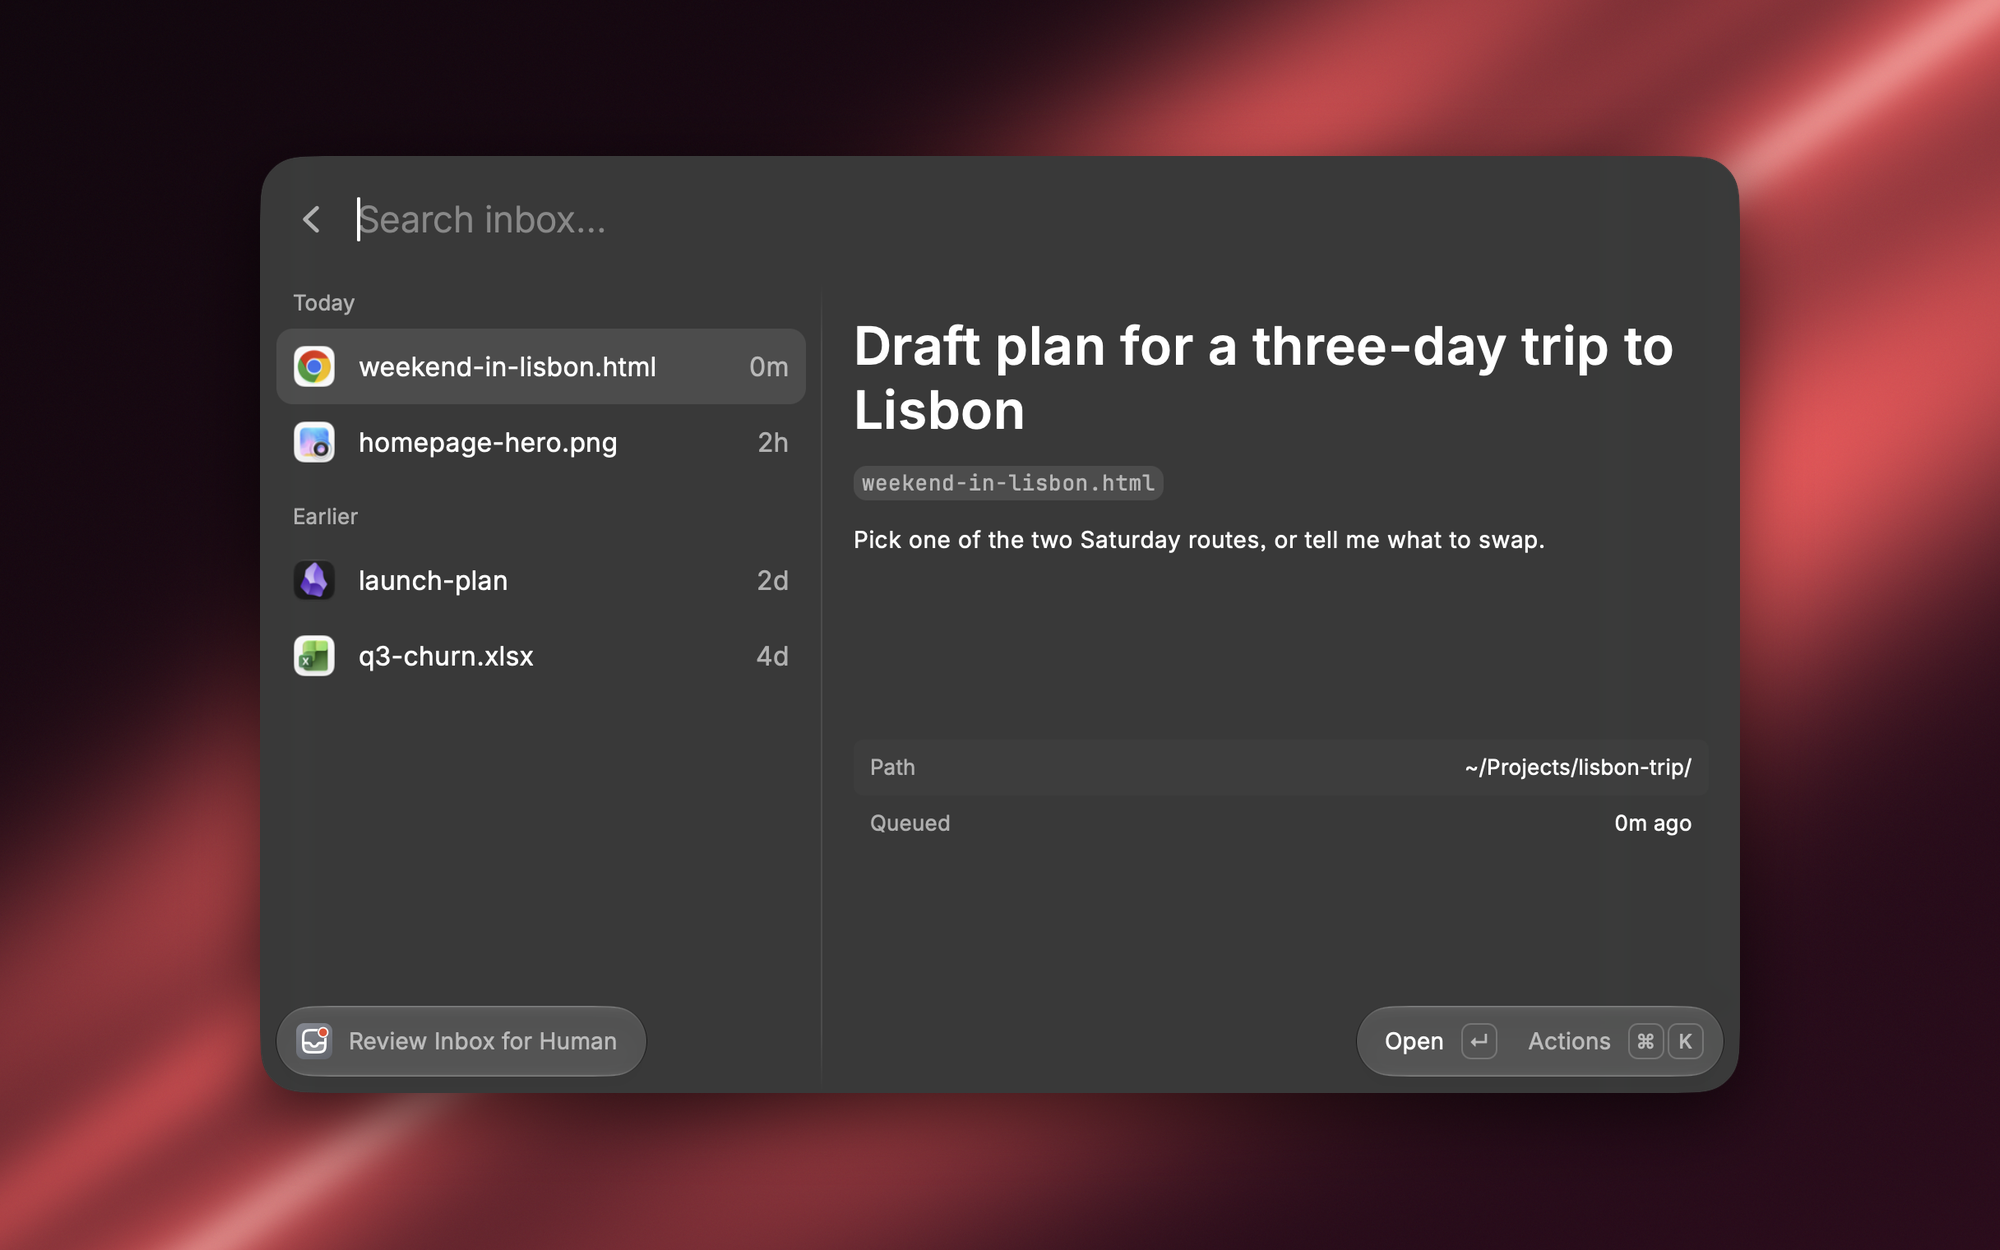 Search inbox...
Today
weekend-in-lisbon.html 0m
homepage-hero.png 2h
Earlier
launch-plan 2d
q3-churn.xlsx 4d
Draft plan for a three-day trip to
Lisbon
weekend-in-lisbon.html
Pick one of the two Saturday routes, or tell me what to swap.
Path ~/Projects/lisbon-trip/
Queued 0m ago
Review Inbox for Human
Open ↵ Actions ⌘ K